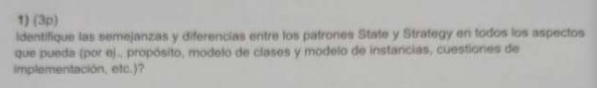 1) (3p)
Identifique las semejanzas y diferencias entre los patrones State y Strategy en todos los aspectos
que pueda (por ej., propósito, modelo de clases y modelo de instancias, cuestiones de
implementación, etc.)?